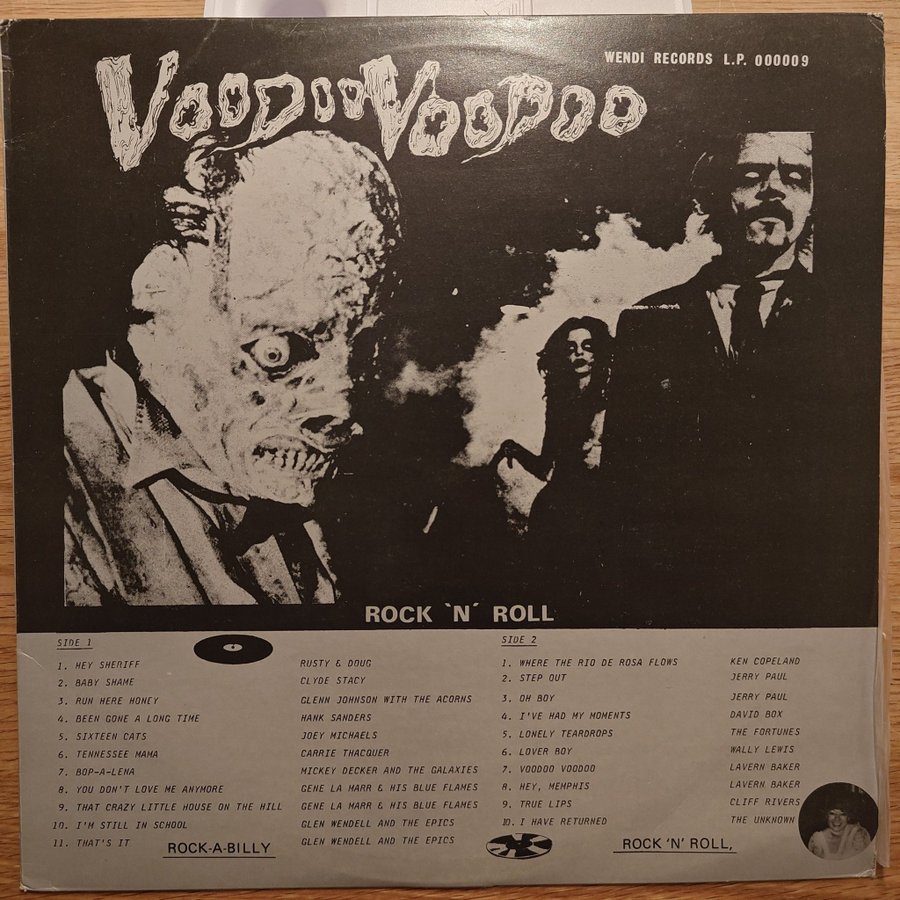 WENDI RECORDS L.P. 000009
VOODOO VOODOO
ROCK 'N' ROLL
SIDE 1
1. HEY SHERIFF RUSTY & DOUG
2. BABY SHAME CLYDE STACY
3. RUN HERE HONEY GLENN JOHNSON WITH THE ACORNS
4. BEEN GONE A LONG TIME HANK SANDERS
5. SIXTEEN CATS JOEY MICHAELS
6. TENNESSEE MAMA CARRIE THACQUER
7. BOP-A-LENA MICKEY DECKER AND THE GALAXIES
8. YOU DON'T LOVE ME ANYMORE GENE LA MARR & HIS BLUE FLAMES
9. THAT CRAZY LITTLE HOUSE ON THE HILL GENE LA MARR & HIS BLUE FLAMES
10. I'M STILL IN SCHOOL GLEN WENDELL AND THE EPICS
11. THAT'S IT GLEN WENDELL AND THE EPICS
ROCK-A-BILLY
SIDE 2
1. WHERE THE RIO DE ROSA FLOWS KEN COPELAND
2. STEP OUT JERRY PAUL
3. OH BOY JERRY PAUL
4. I'VE HAD MY MOMENTS DAVID BOX
5. LONELY TEARDROPS THE FORTUNES
6. LOVER BOY WALLY LEWIS
7. VOODOO VOODOO LAVERN BAKER
8. HEY, MEMPHIS LAVERN BAKER
9. TRUE LIPS CLIFF RIVERS
10. I HAVE RETURNED THE UNKNOWN
ROCK 'N' ROLL,